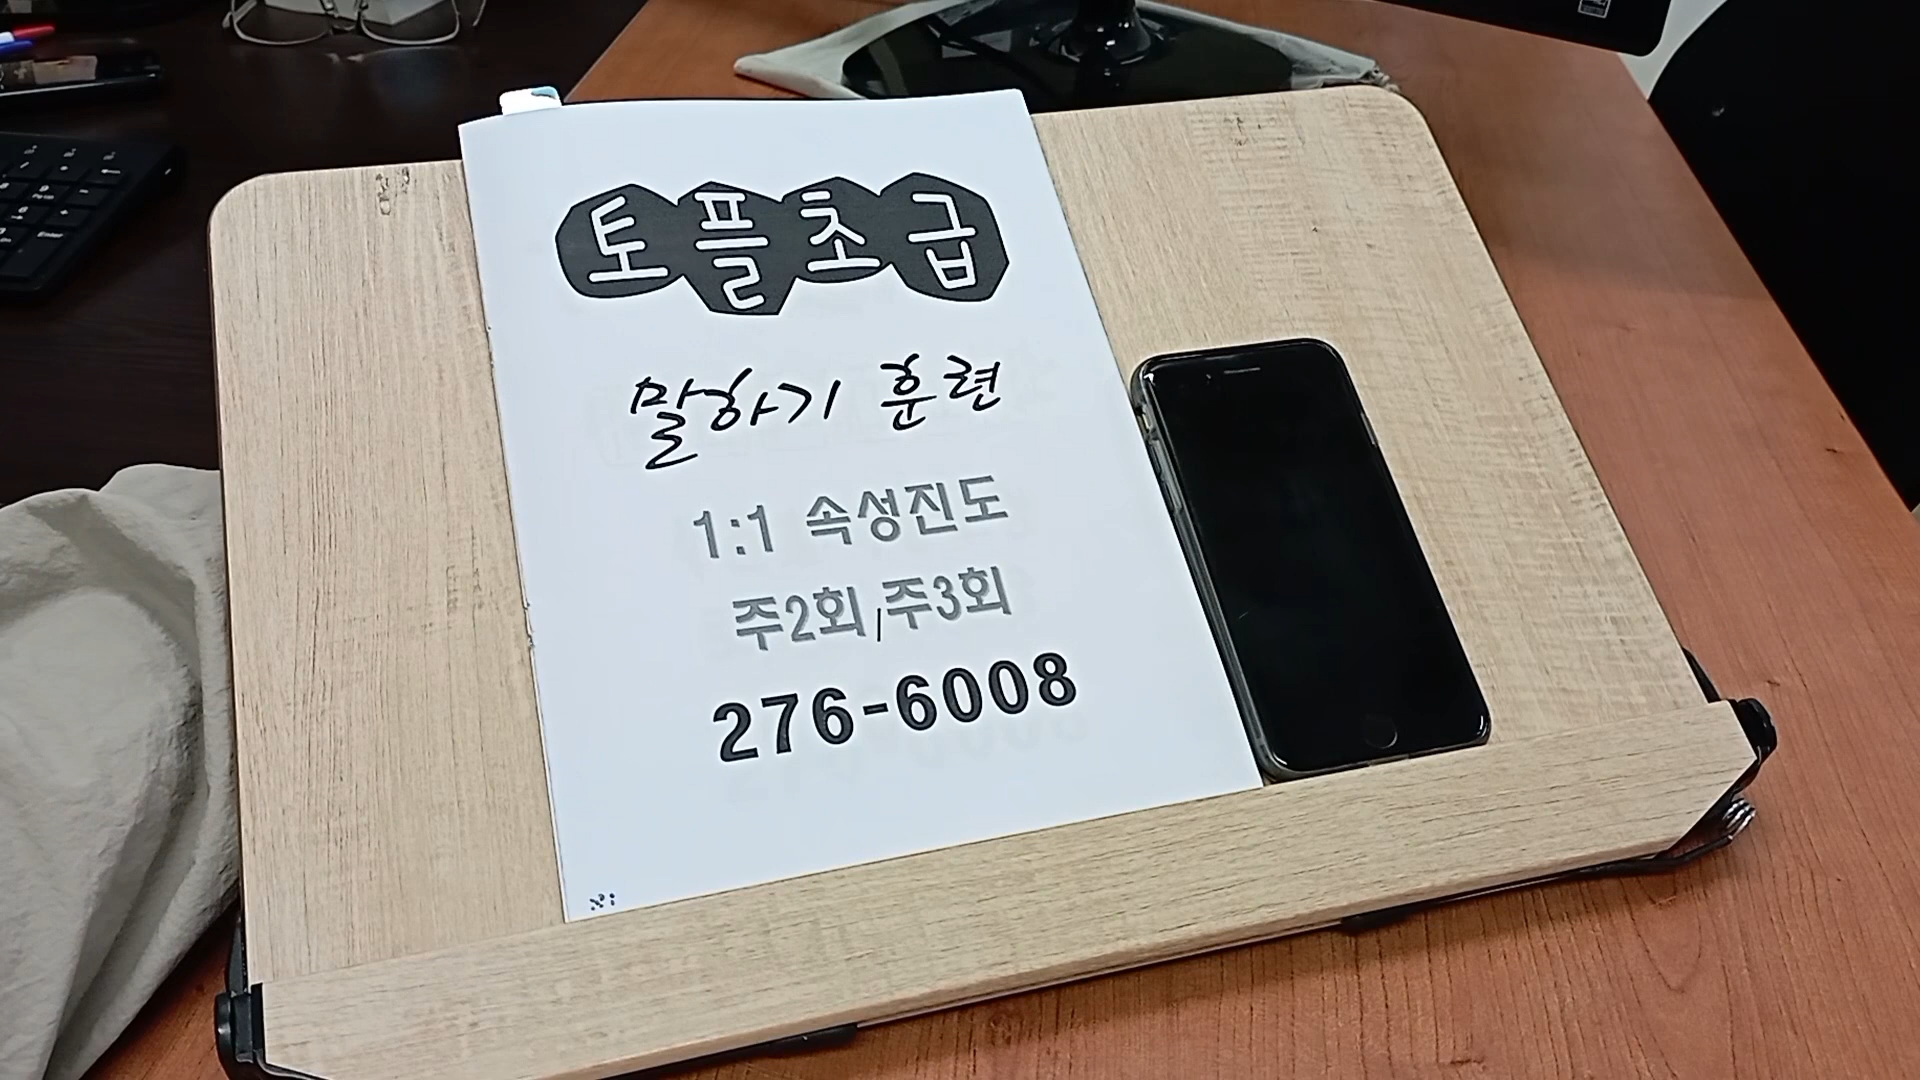 토플초급
말하기 훈련
1:1 속성진도
주2회,주3회
276-6008